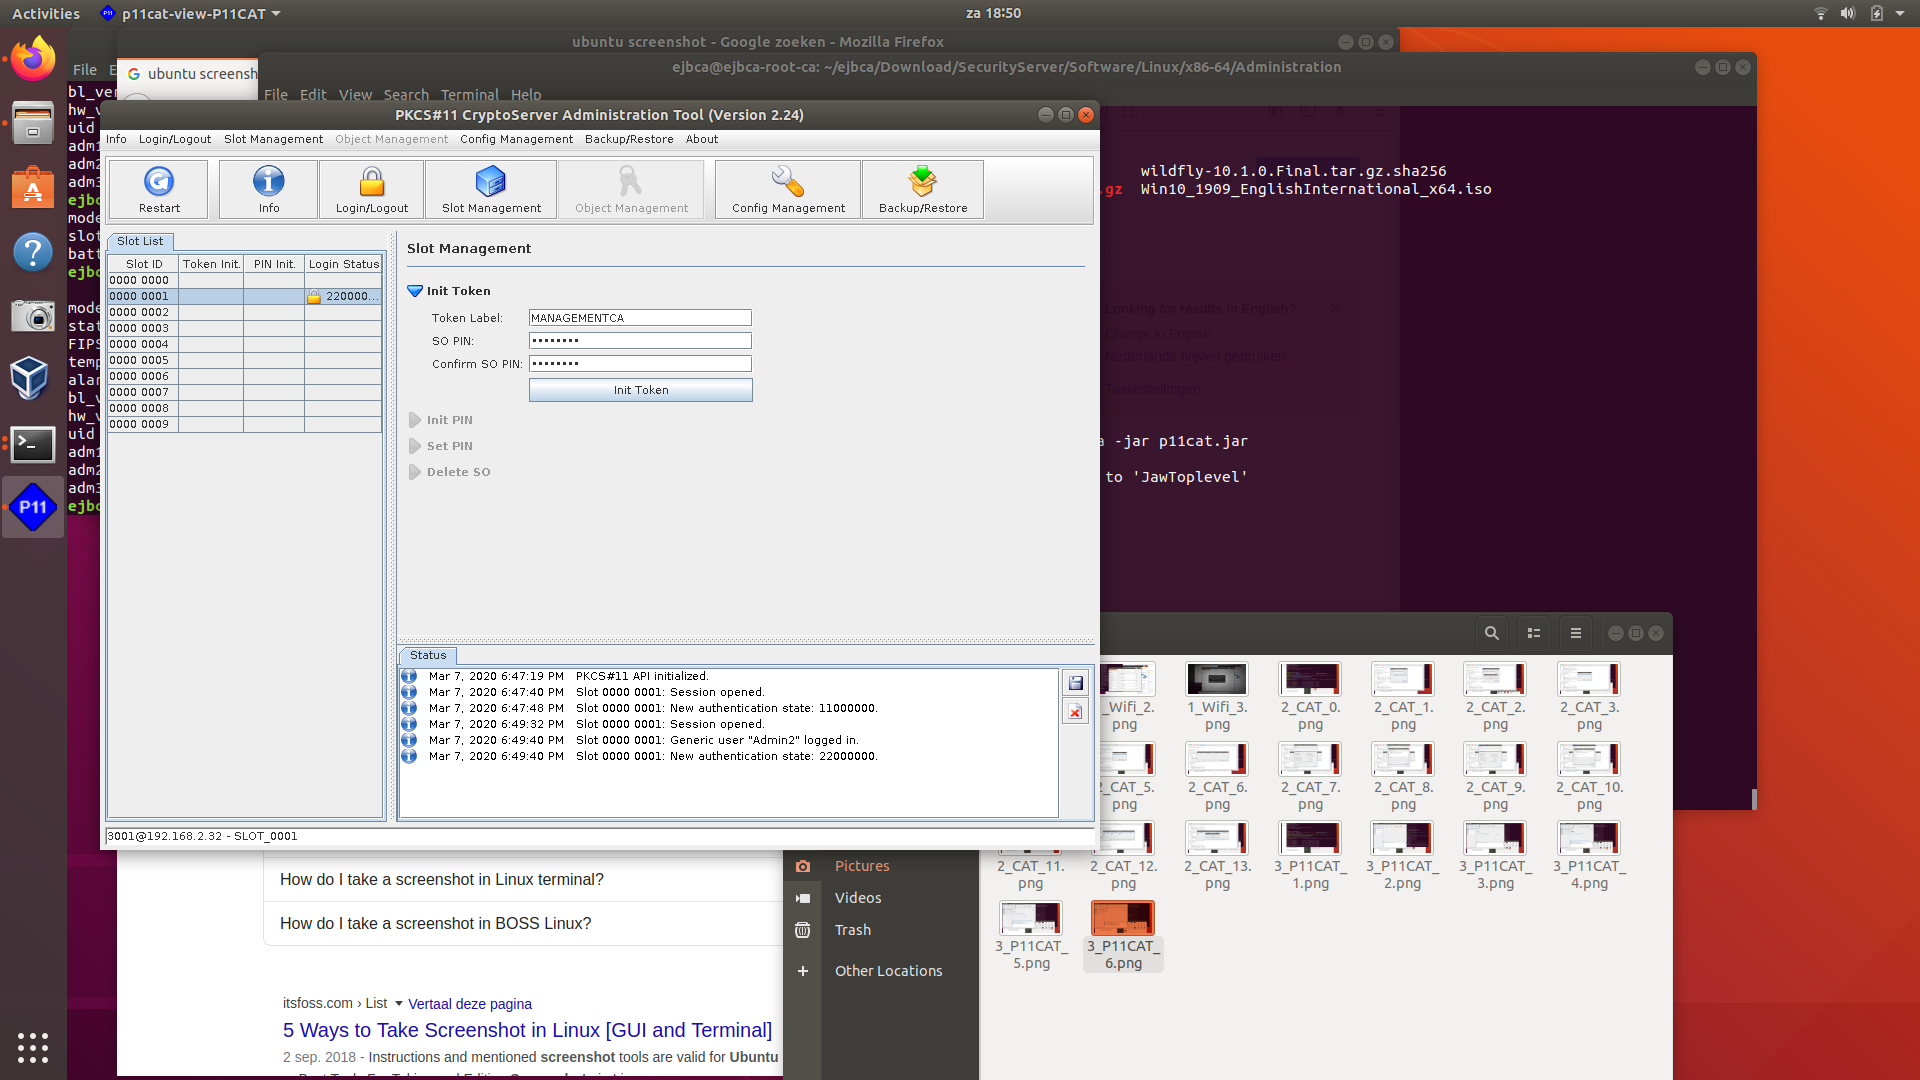 Activities
p11cat-view-P11CAT
za 18:50
ubuntu screenshot - Google zoeken - Mozilla Firefox
File
ubuntu screensh
ejbca@ejbca-root-ca: ~/ejbca/Download/SecurityServer/Software/Linux/x86-64/Administration
File Edit View Search Terminal Help
bl_ver
hw_v
uid
adm1
adm2
adm3
ejbc
mode
slot
batt
ejbc
mode
stat
FIPS
temp
alar
bl_v
hw_v
uid
adm1
adm2
adm3
ejbc
PKCS#11 CryptoServer Administration Tool (Version 2.24)
Info Login/Logout Slot Management Object Management Config Management Backup/Restore About
Restart
Info
Login/Logout
Slot Management
Object Management
Config Management
Backup/Restore
Slot List
Slot ID Token Init. PIN Init. Login Status
0000 0000
0000 0001 220000...
0000 0002
0000 0003
0000 0004
0000 0005
0000 0006
0000 0007
0000 0008
0000 0009
Slot Management
Init Token
Token Label: MANAGEMENTCA
SO PIN: ••••••••
Confirm SO PIN: ••••••••
Init Token
Init PIN
Set PIN
Delete SO
Status
Mar 7, 2020 6:47:19 PM PKCS#11 API initialized.
Mar 7, 2020 6:47:40 PM Slot 0000 0001: Session opened.
Mar 7, 2020 6:47:48 PM Slot 0000 0001: New authentication state: 11000000.
Mar 7, 2020 6:49:32 PM Slot 0000 0001: Session opened.
Mar 7, 2020 6:49:40 PM Slot 0000 0001: Generic user "Admin2" logged in.
Mar 7, 2020 6:49:40 PM Slot 0000 0001: New authentication state: 22000000.
3001@192.168.2.32 - SLOT_0001
wildfly-10.1.0.Final.tar.gz.sha256
.gz Win10_1909_EnglishInternational_x64.iso
Looking for results in English?
Change to English
Nederlands blijven gebruiken
Taalinstellingen
a -jar p11cat.jar
to 'JawToplevel'
P11
_Wifi_2.png
1_Wifi_3.png
2_CAT_0.png
2_CAT_1.png
2_CAT_2.png
2_CAT_3.png
2_CAT_5.png
2_CAT_6.png
2_CAT_7.png
2_CAT_8.png
2_CAT_9.png
2_CAT_10.png
2_CAT_11.png
2_CAT_12.png
2_CAT_13.png
3_P11CAT_1.png
3_P11CAT_2.png
3_P11CAT_3.png
3_P11CAT_4.png
3_P11CAT_5.png
3_P11CAT_6.png
Pictures
Videos
Trash
Other Locations
How do I take a screenshot in Linux terminal?
How do I take a screenshot in BOSS Linux?
itsfoss.com › List Vertaal deze pagina
5 Ways to Take Screenshot in Linux [GUI and Terminal]
2 sep. 2018 - Instructions and mentioned screenshot tools are valid for Ubuntu